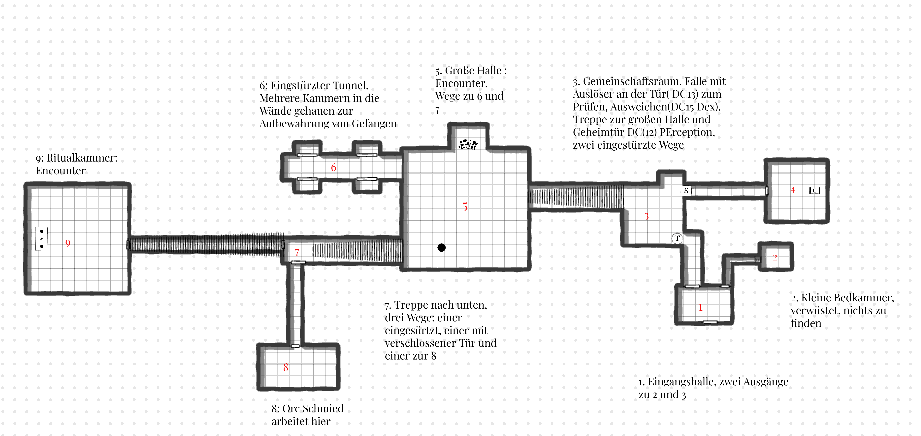 5. Große Halle :
Encounter.
Wege zu 6 und
7
3. Gemeinschaftsraum. Falle mit
Auslöser an der Tür( DC 13) zum
Prüfen, Ausweichen(DC15 Dex).
Treppe zur großen Halle und
Geheimtür DC(12) PErception,
zwei eingestürzte Wege
6: Eingstürzter Tunnel,
Mehrere Kammern in die
Wände gehauen zur
Aufbewahrung von Gefangen
9: Ritualkammer:
Encounter
6
5
S
4
3
T
9
7
2
1
8
2. Kleine Bedkammer,
verwüstet, nichts zu
finden
7. Treppe nach unten,
drei Wege: einer
eingesürtzt, einer mit
verschlossener Tür und
einer zur 8
1. Eingangshalle, zwei Ausgänge
zu 2 und 3
8: Orc Schmied
arbeitet hier